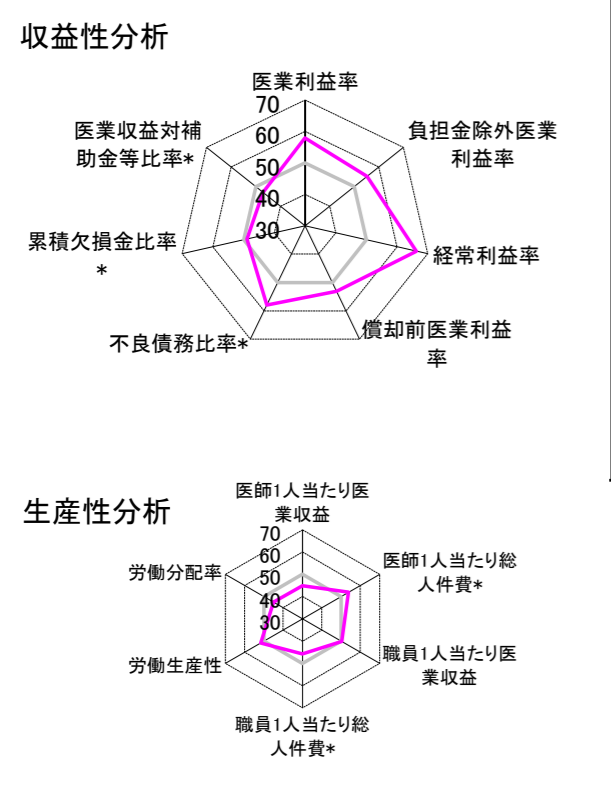 収益性分析
医業利益率
70
60
50
40
30
負担金除外医業
利益率
経常利益率
償却前医業利益
率
不良債務比率*
累積欠損金比率
*
医業収益対補
助金等比率*
生産性分析
医師1人当たり医
業収益
70
60
50
40
30
医師1人当たり総
人件費*
職員1人当たり医
業収益
職員1人当たり総
人件費*
労働生産性
労働分配率